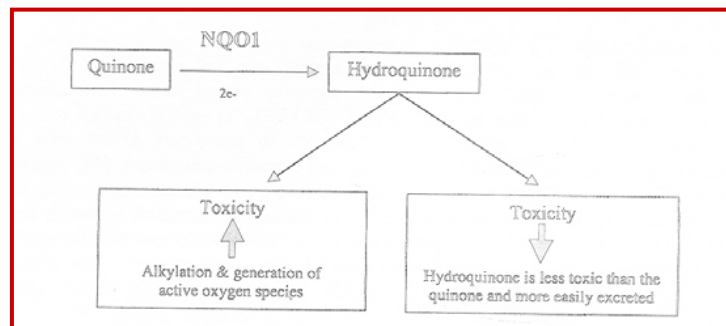 NQO1
Quinone
Hydroquinone
2e-
Toxicity
Alkylation & generation of
active oxygen species
Toxicity
Hydroquinone is less toxic than the
quinone and more easily excreted